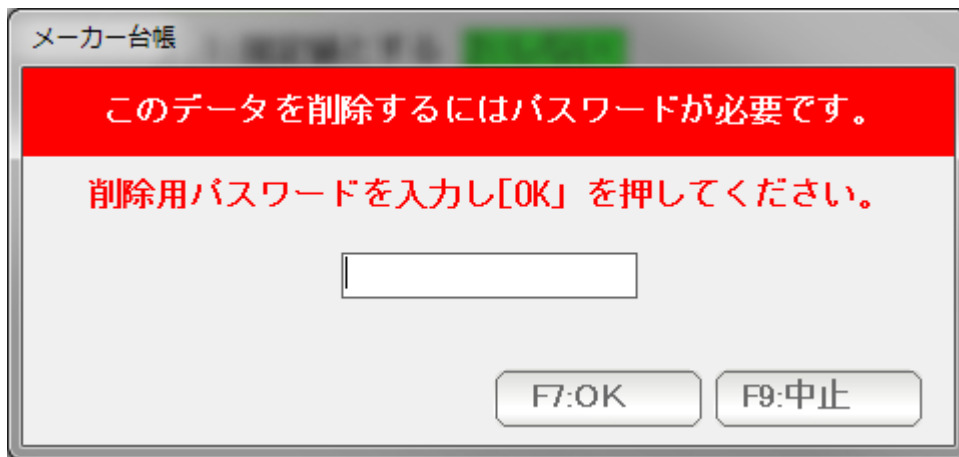 メーカー台帳
このデータを削除するにはパスワードが必要です。
削除用パスワードを入力し[OK」を押してください。
F7:OK
F9:中止